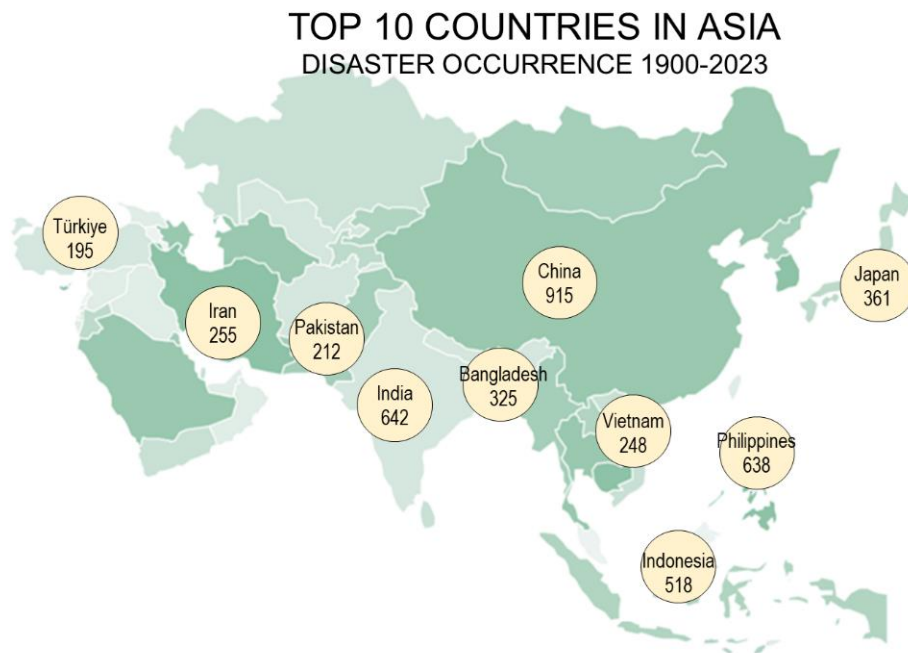 TOP 10 COUNTRIES IN ASIA
DISASTER OCCURRENCE 1900-2023
Türkiye
195
Iran
255
Pakistan
212
India
642
Bangladesh
325
China
915
Japan
361
Vietnam
248
Philippines
638
Indonesia
518